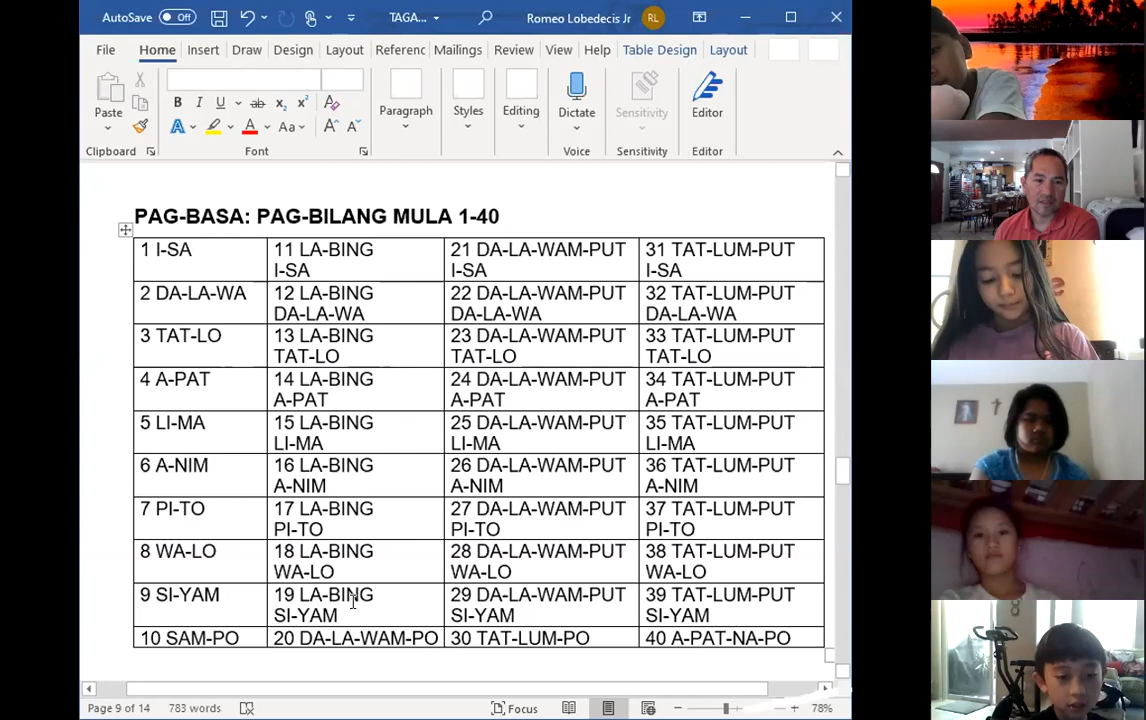 AutoSave Off TAGA... Romeo Lobedecis Jr RL
File Home Insert Draw Design Layout Referenc Mailings Review View Help Table Design Layout
Paste
B I U ab x₂ x² A
A A Aa A A
Paragraph Styles Editing Dictate Sensitivity Editor
Clipboard Font Voice Sensitivity Editor
PAG-BASA: PAG-BILANG MULA 1-40
1 I-SA 11 LA-BING 21 DA-LA-WAM-PUT 31 TAT-LUM-PUT
I-SA I-SA I-SA
2 DA-LA-WA 12 LA-BING 22 DA-LA-WAM-PUT 32 TAT-LUM-PUT
DA-LA-WA DA-LA-WA DA-LA-WA
3 TAT-LO 13 LA-BING 23 DA-LA-WAM-PUT 33 TAT-LUM-PUT
TAT-LO TAT-LO TAT-LO
4 A-PAT 14 LA-BING 24 DA-LA-WAM-PUT 34 TAT-LUM-PUT
A-PAT A-PAT A-PAT
5 LI-MA 15 LA-BING 25 DA-LA-WAM-PUT 35 TAT-LUM-PUT
LI-MA LI-MA LI-MA
6 A-NIM 16 LA-BING 26 DA-LA-WAM-PUT 36 TAT-LUM-PUT
A-NIM A-NIM A-NIM
7 PI-TO 17 LA-BING 27 DA-LA-WAM-PUT 37 TAT-LUM-PUT
PI-TO PI-TO PI-TO
8 WA-LO 18 LA-BING 28 DA-LA-WAM-PUT 38 TAT-LUM-PUT
WA-LO WA-LO WA-LO
9 SI-YAM 19 LA-BING 29 DA-LA-WAM-PUT 39 TAT-LUM-PUT
SI-YAM SI-YAM SI-YAM
10 SAM-PO 20 DA-LA-WAM-PO 30 TAT-LUM-PO 40 A-PAT-NA-PO
Page 9 of 14 783 words Focus 78%